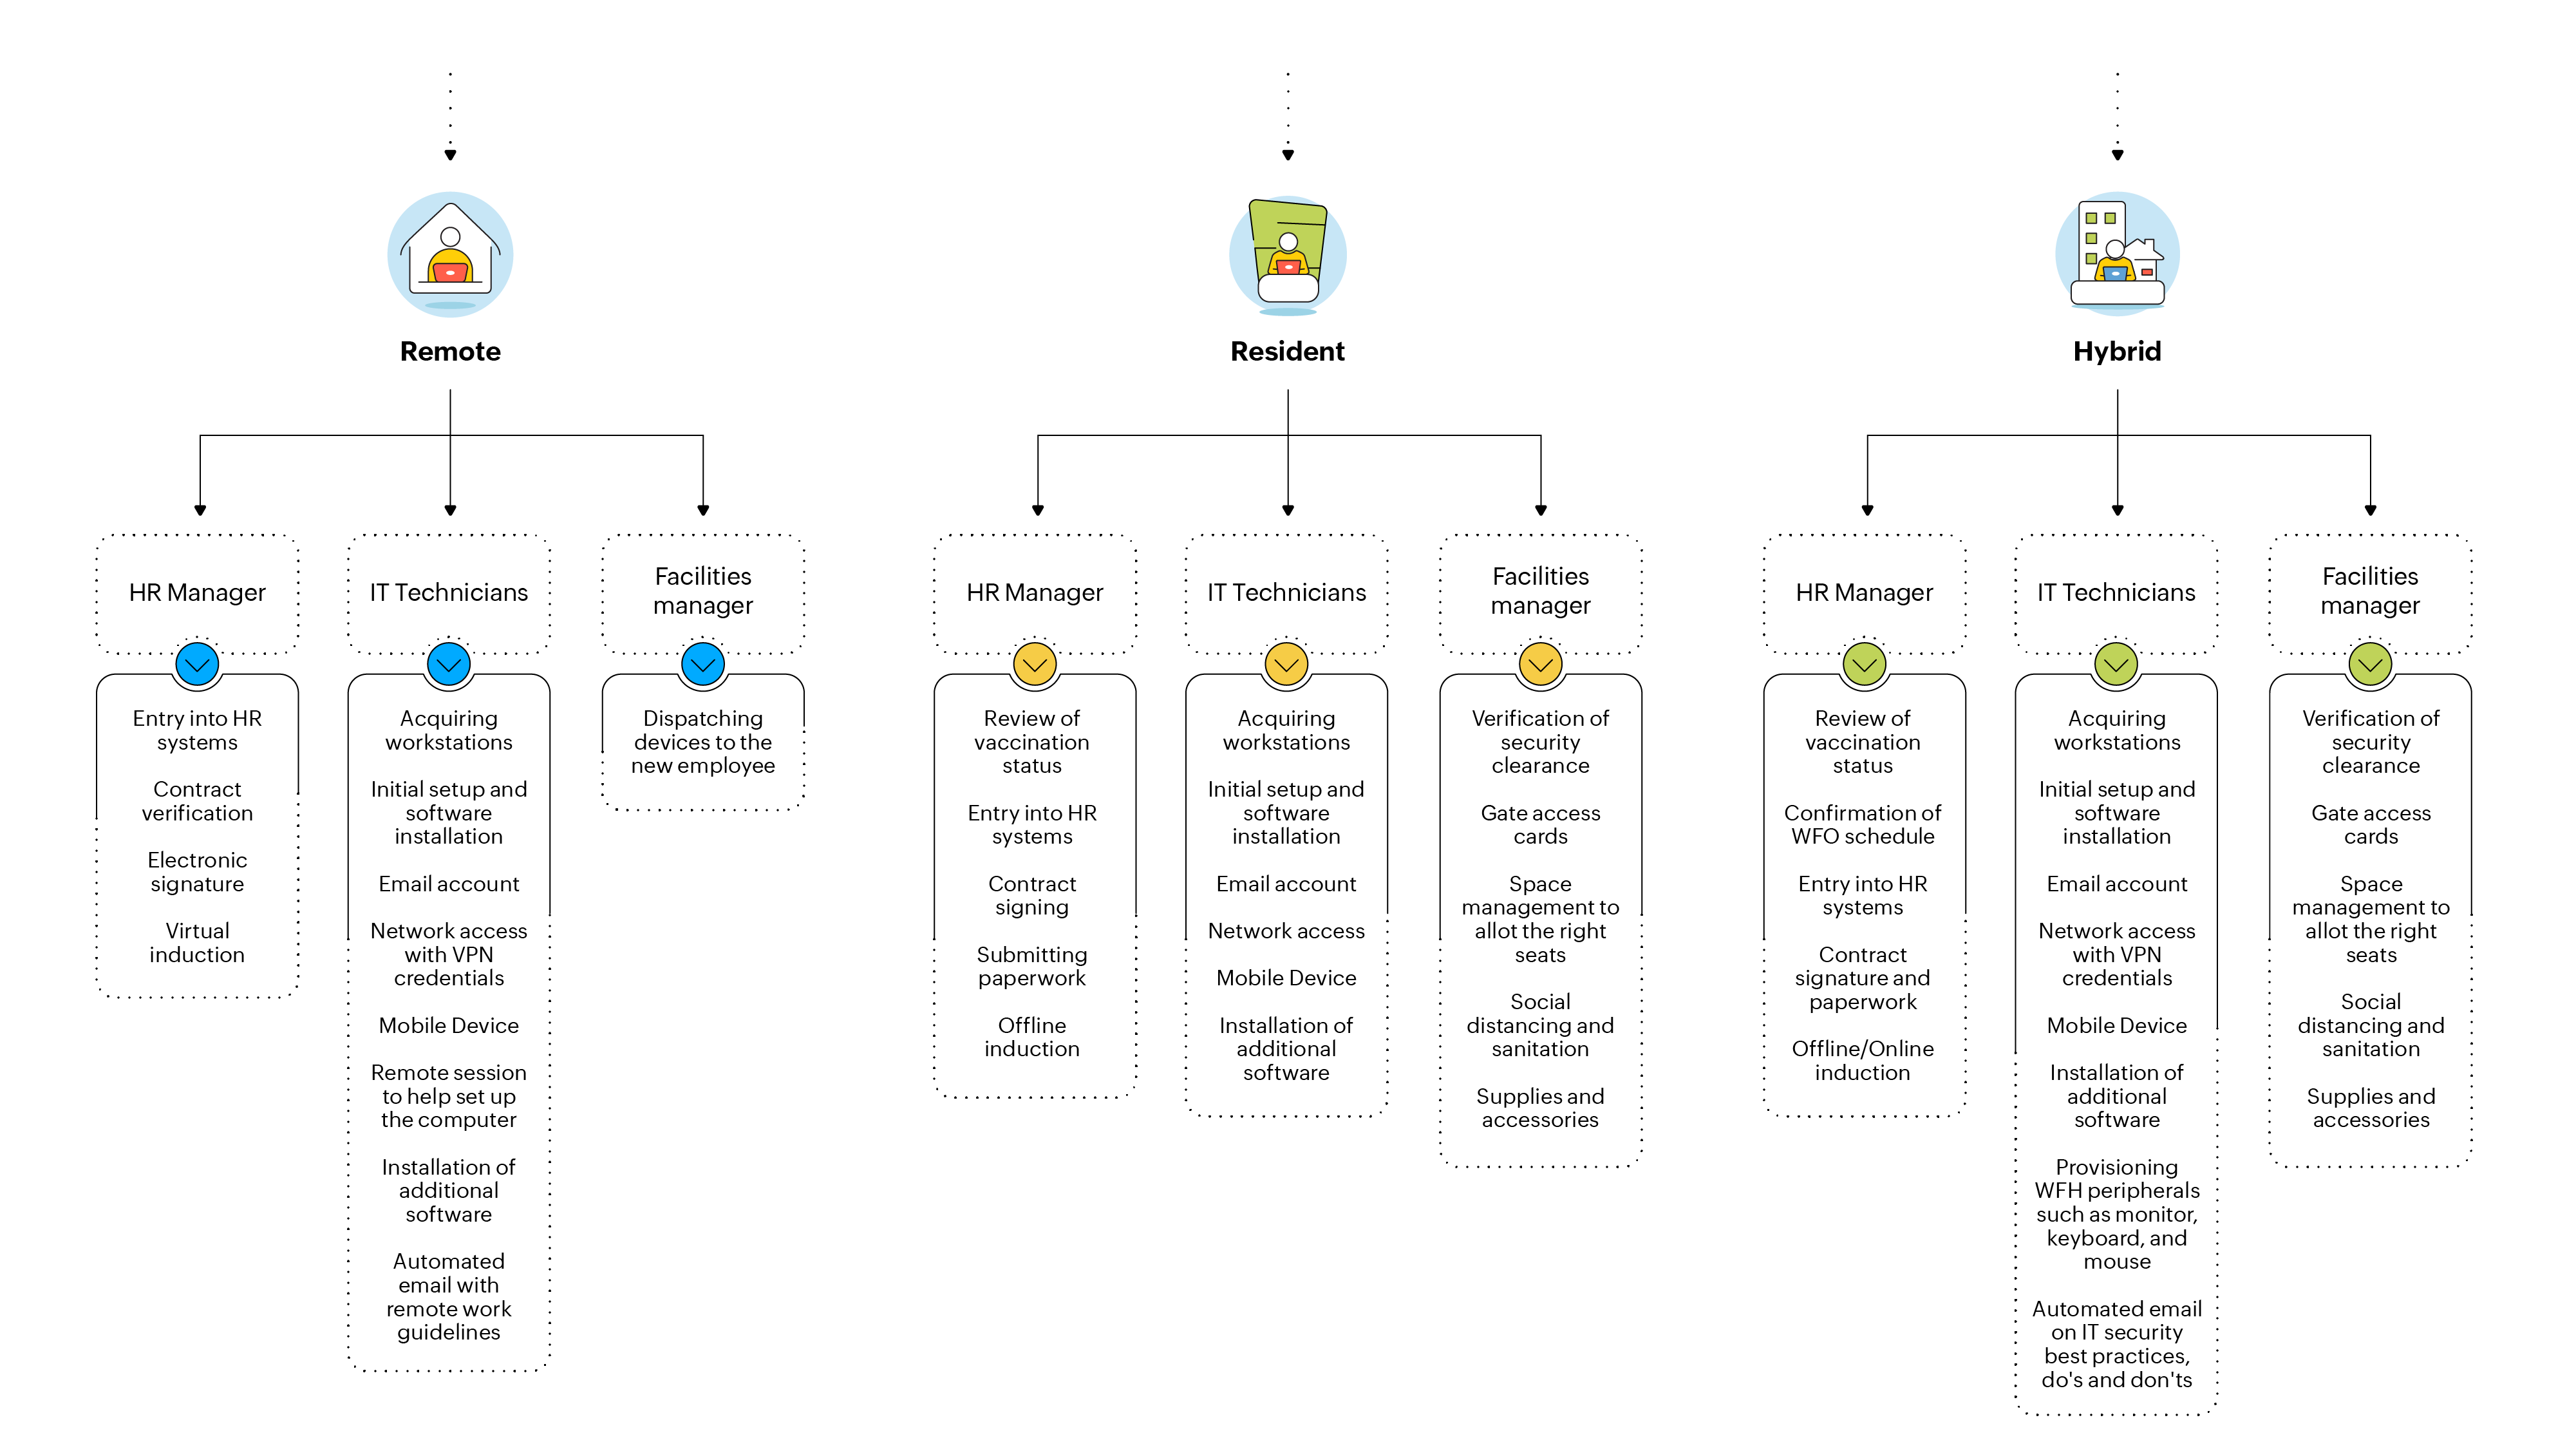 Remote
Resident
Hybrid
HR Manager
IT Technicians
Facilities
manager
Entry into HR
systems
Contract
verification
Electronic
signature
Virtual
induction
Acquiring
workstations
Initial setup and
software
installation
Email account
Network access
with VPN
credentials
Mobile Device
Remote session
to help set up
the computer
Installation of
additional
software
Automated
email with
remote work
guidelines
Dispatching
devices to the
new employee
HR Manager
IT Technicians
Facilities
manager
Review of
vaccination
status
Entry into HR
systems
Contract
signing
Submitting
paperwork
Offline
induction
Acquiring
workstations
Initial setup and
software
installation
Email account
Network access
Mobile Device
Installation of
additional
software
Verification of
security
clearance
Gate access
cards
Space
management to
allot the right
seats
Social
distancing and
sanitation
Supplies and
accessories
HR Manager
IT Technicians
Facilities
manager
Review of
vaccination
status
Confirmation of
WFO schedule
Entry into HR
systems
Contract
signature and
paperwork
Offline/Online
induction
Acquiring
workstations
Initial setup and
software
installation
Email account
Network access
with VPN
credentials
Mobile Device
Installation of
additional
software
Provisioning
WFH peripherals
such as monitor,
keyboard, and
mouse
Automated email
on IT security
best practices,
do's and don'ts
Verification of
security
clearance
Gate access
cards
Space
management to
allot the right
seats
Social
distancing and
sanitation
Supplies and
accessories